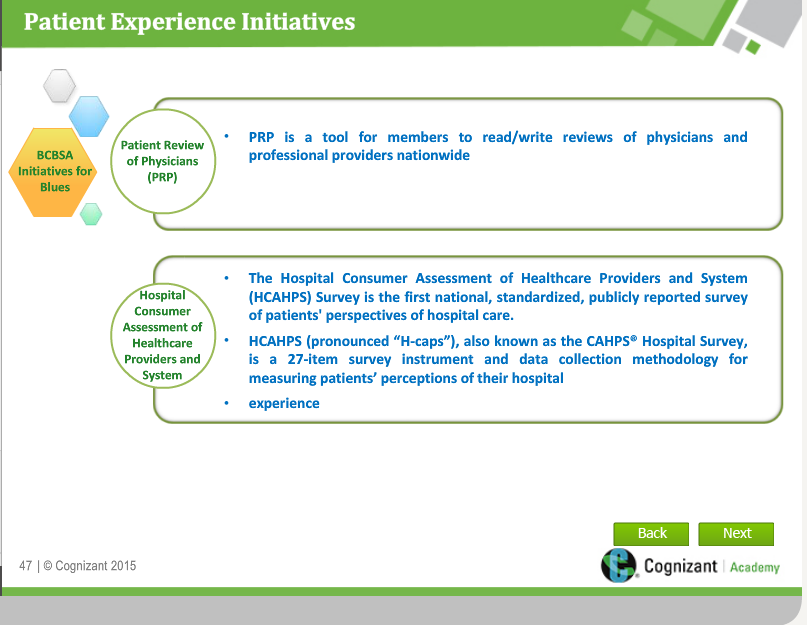 Patient Experience Initiatives
BCBSA
Initiatives for
Blues
Patient Review
of Physicians
(PRP)
• PRP is a tool for members to read/write reviews of physicians and
professional providers nationwide
Hospital
Consumer
Assessment of
Healthcare
Providers and
System
• The Hospital Consumer Assessment of Healthcare Providers and System
(HCAHPS) Survey is the first national, standardized, publicly reported survey
of patients' perspectives of hospital care.
• HCAHPS (pronounced “H-caps”), also known as the CAHPS® Hospital Survey,
is a 27-item survey instrument and data collection methodology for
measuring patients’ perceptions of their hospital
• experience
Back
Next
47 | © Cognizant 2015
Cognizant | Academy